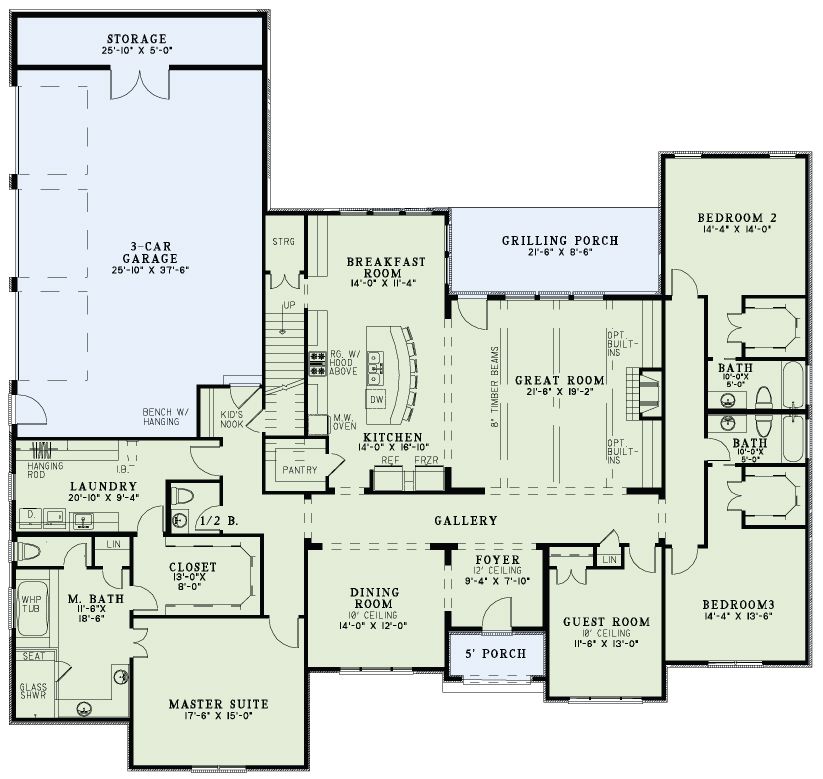 STORAGE
25'-10" X 5'-0"
3-CAR
GARAGE
25'-10" X 37'-6"
BENCH W/
HANGING
STRG
UP
BREAKFAST
ROOM
14'-0" X 11'-4"
GRILLING PORCH
21'-6" X 8'-6"
BEDROOM 2
14'-4" X 14'-0"
RG. W/
HOOD
ABOVE
DW
M.W.
OVEN
KITCHEN
14'-0" X 16'-10"
REF
FRZR
8" TIMBER BEAMS
OPT.
BUILT-
INS
GREAT ROOM
21'-6" X 19'-2"
OPT.
BUILT-
INS
BATH
10'-0"X
5'-0"
BATH
10'-0"X
5'-0"
KID'S
NOOK
PANTRY
HANGING
ROD
I.B.
LAUNDRY
20'-10" X 9'-4"
D.
1/2 B.
GALLERY
LIN
CLOSET
13'-0"X
8'-0"
FOYER
12' CEILING
9'-4" X 7'-10"
LIN
WHP
TUB
M. BATH
11'-6"X
18'-6"
SEAT
GLASS
SHWR
DINING
ROOM
10' CEILING
14'-0" X 12'-0"
5' PORCH
GUEST ROOM
10' CEILING
11'-6" X 13'-0"
BEDROOM3
14'-4" X 13'-6"
MASTER SUITE
17'-6" X 15'-0"